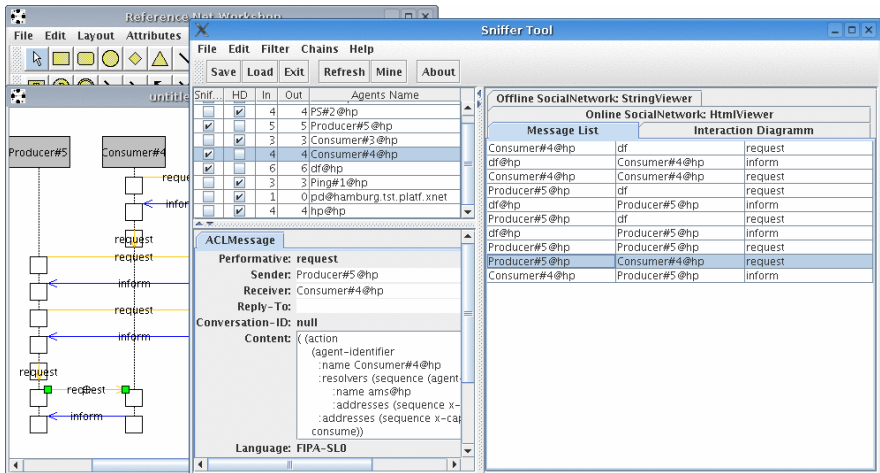 Reference Net Workshop
File Edit Layout Attributes
untitle
Producer#5
Consumer#4
reque
infor
request
request
inform
request
inform
request
request
inform
Sniffer Tool
File Edit Filter Chains Help
Save Load Exit Refresh Mine About
Snif... HD In Out Agents Name
4 4 PS#2@hp
5 5 Producer#5@hp
3 3 Consumer#3@hp
4 4 Consumer#4@hp
6 6 df@hp
3 3 Ping#1@hp
1 0 pd@hamburg.tst.platf.xnet
4 4 hp@hp
ACLMessage
Performative: request
Sender: Producer#5@hp
Receiver: Consumer#4@hp
Reply-To:
Conversation-ID: null
Content: ( (action
(agent-identifier
:name Consumer#4@hp
:resolvers (sequence (agent-
:name ams@hp
:addresses (sequence x-
:addresses (sequence x-cap
consume))
Language: FIPA-SL0
Offline SocialNetwork: StringViewer
Online SocialNetwork: HtmlViewer
Message List Interaction Diagramm
Consumer#4@hp df request
df@hp Consumer#4@hp inform
Consumer#4@hp Consumer#4@hp request
Producer#5@hp df request
df@hp Producer#5@hp inform
Producer#5@hp df request
df@hp Producer#5@hp inform
Producer#5@hp Producer#5@hp request
Producer#5@hp Consumer#4@hp request
Consumer#4@hp Producer#5@hp inform